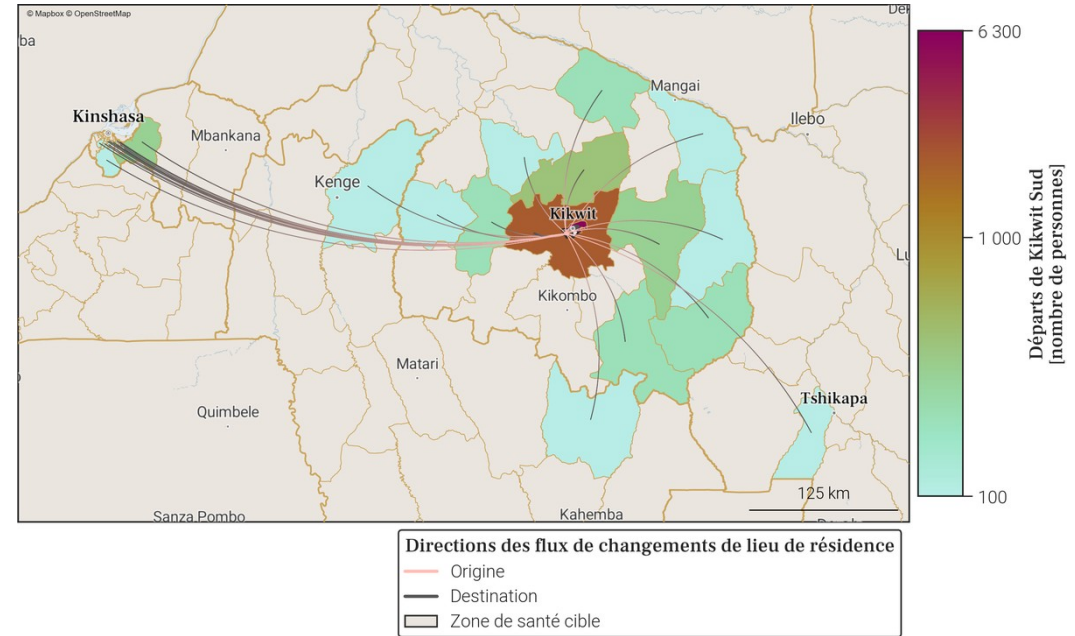 © Mapbox © OpenStreetMap
ba
Kinshasa
Mbankana
Mangai
Ilebo
Kenge
Kikwit
Kikombo
Matari
Quimbele
Tshikapa
125 km
Sanza Pombo
Kahemba
6 300
1 000
100
Départs de Kikwit Sud
[nombre de personnes]
Directions des flux de changements de lieu de résidence
Origine
Destination
Zone de santé cible